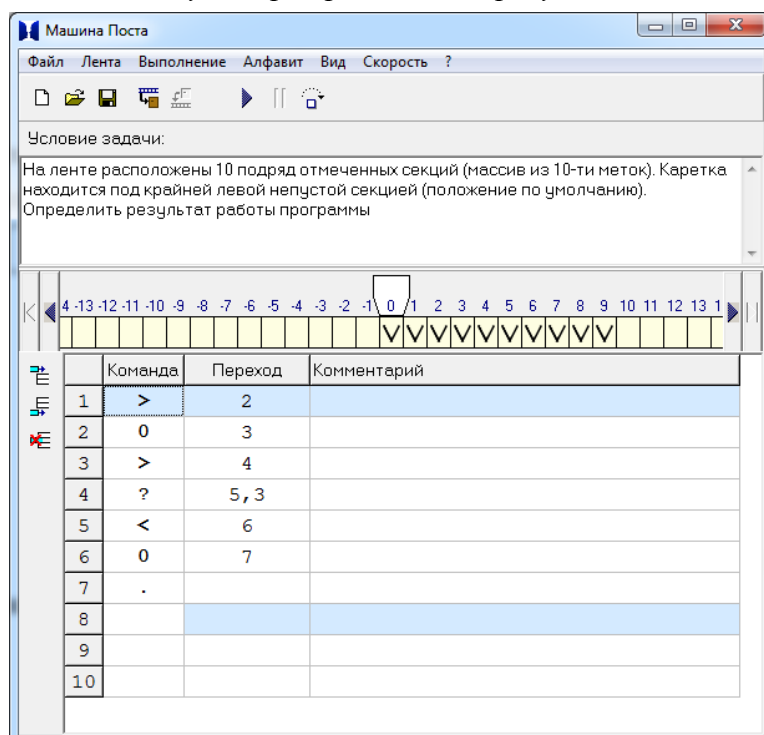 Машина Поста
Файл Лента Выполнение Алфавит Вид Скорость ?
Условие задачи:
На ленте расположены 10 подряд отмеченных секций (массив из 10-ти меток). Каретка
находится под крайней левой непустой секцией (положение по умолчанию).
Определить результат работы программы
4 -13 -12 -11 -10 -9 -8 -7 -6 -5 -4 -3 -2 -1 0 1 2 3 4 5 6 7 8 9 10 11 12 13 1
V V V V V V V V V V
Команда Переход Комментарий
1 > 2
2 0 3
3 > 4
4 ? 5,3
5 < 6
6 0 7
7 .
8
9
10